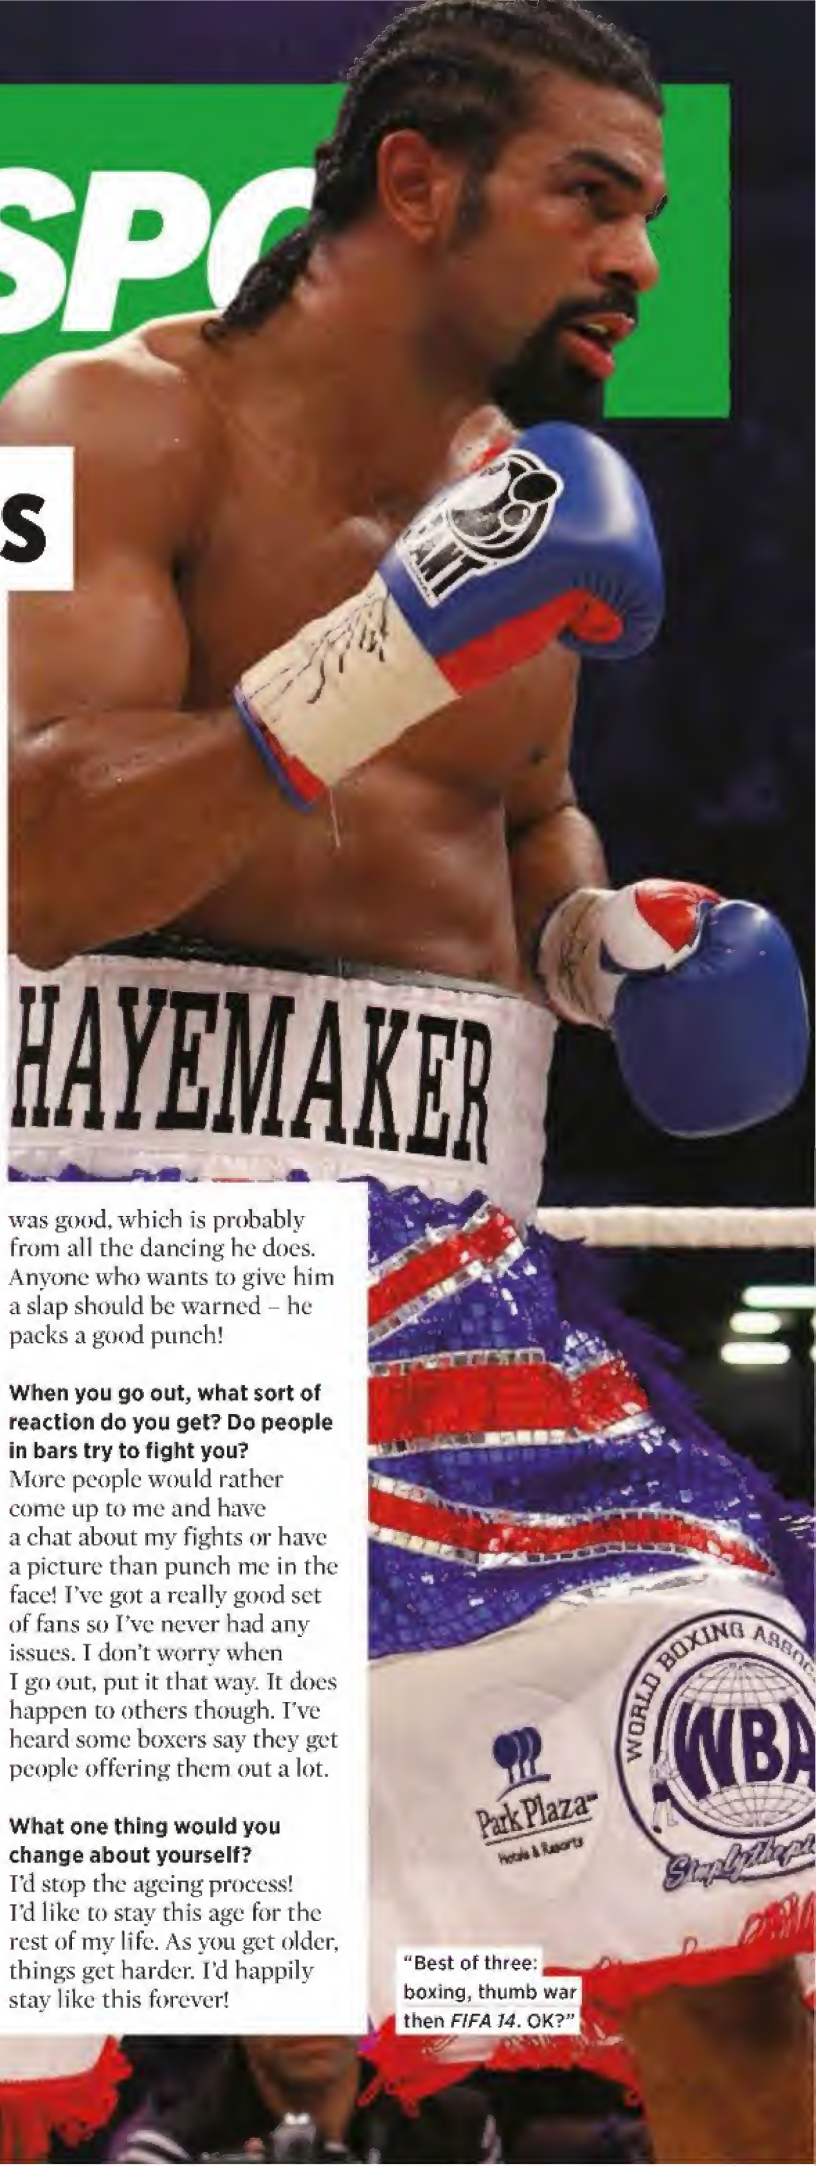 SPO
S
HAYEMAKER
was good, which is probably
from all the dancing he does.
Anyone who wants to give him
a slap should be warned – he
packs a good punch!
When you go out, what sort of
reaction do you get? Do people
in bars try to fight you?
More people would rather
come up to me and have
a chat about my fights or have
a picture than punch me in the
face! I've got a really good set
of fans so I've never had any
issues. I don't worry when
I go out, put it that way. It does
happen to others though. I've
heard some boxers say they get
people offering them out a lot.
What one thing would you
change about yourself?
I'd stop the ageing process!
I'd like to stay this age for the
rest of my life. As you get older,
things get harder. I'd happily
stay like this forever!
WORLD BOXING ASSOC
WBA
Simply the pi
Park Plaza
Hotels & Resorts
"Best of three:
boxing, thumb war
then FIFA 14. OK?"